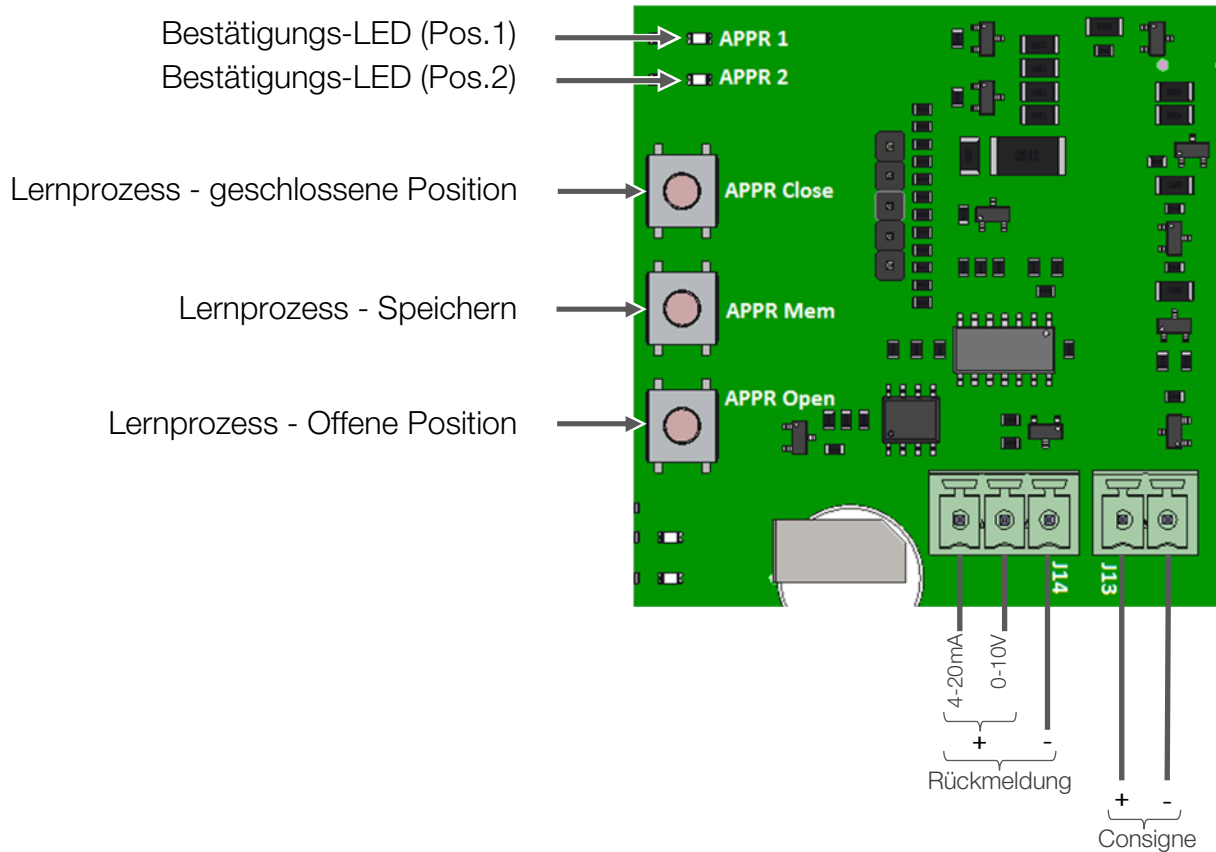 Bestätigungs-LED (Pos.1)
APPR 1
Bestätigungs-LED (Pos.2)
APPR 2
Lernprozess - geschlossene Position
APPR Close
Lernprozess - Speichern
APPR Mem
APPR Open
Lernprozess - Offene Position
J14
J13
4-20mA
0-10V
+ -
Rückmeldung
+ -
Consigne